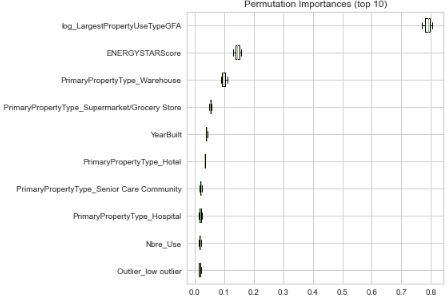 Permutation Importances (top 10)
log_LargestPropertyUseTypeGFA
ENERGYSTARScore
PrimaryPropertyType_Warehouse
PrimaryPropertyType_Supermarket/Grocery Store
YearBuilt
PrimaryPropertyType_Hotel
PrimaryPropertyType_Senior Care Community
PrimaryPropertyType_Hospital
Nbre_Use
Outlier_low outlier
0.0 0.1 0.2 0.3 0.4 0.5 0.6 0.7 0.8